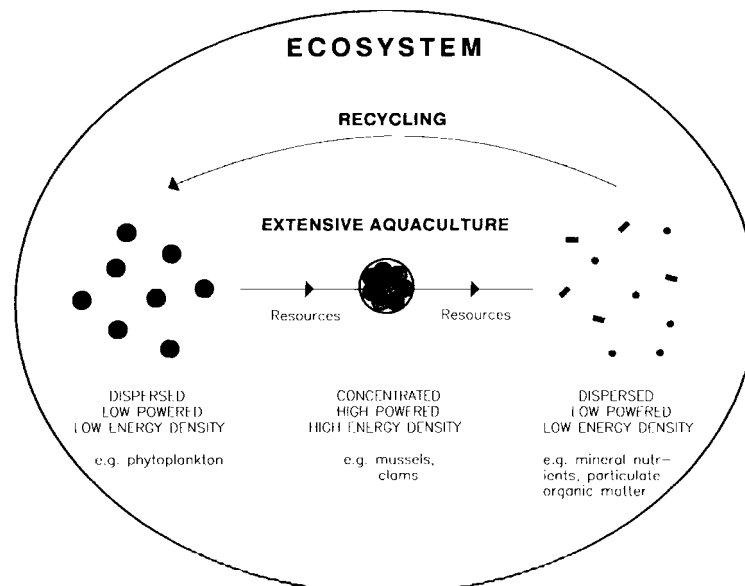 ECOSYSTEM
RECYCLING
EXTENSIVE AQUACULTURE
Resources
Resources
DISPERSED
LOW POWERED
LOW ENERGY DENSITY
e.g. phytoplankton
CONCENTRATED
HIGH POWERED
HIGH ENERGY DENSITY
e.g. mussels,
clams
DISPERSED
LOW POWERED
LOW ENERGY DENSITY
e.g. mineral nutr-
ients, particulate
organic matter